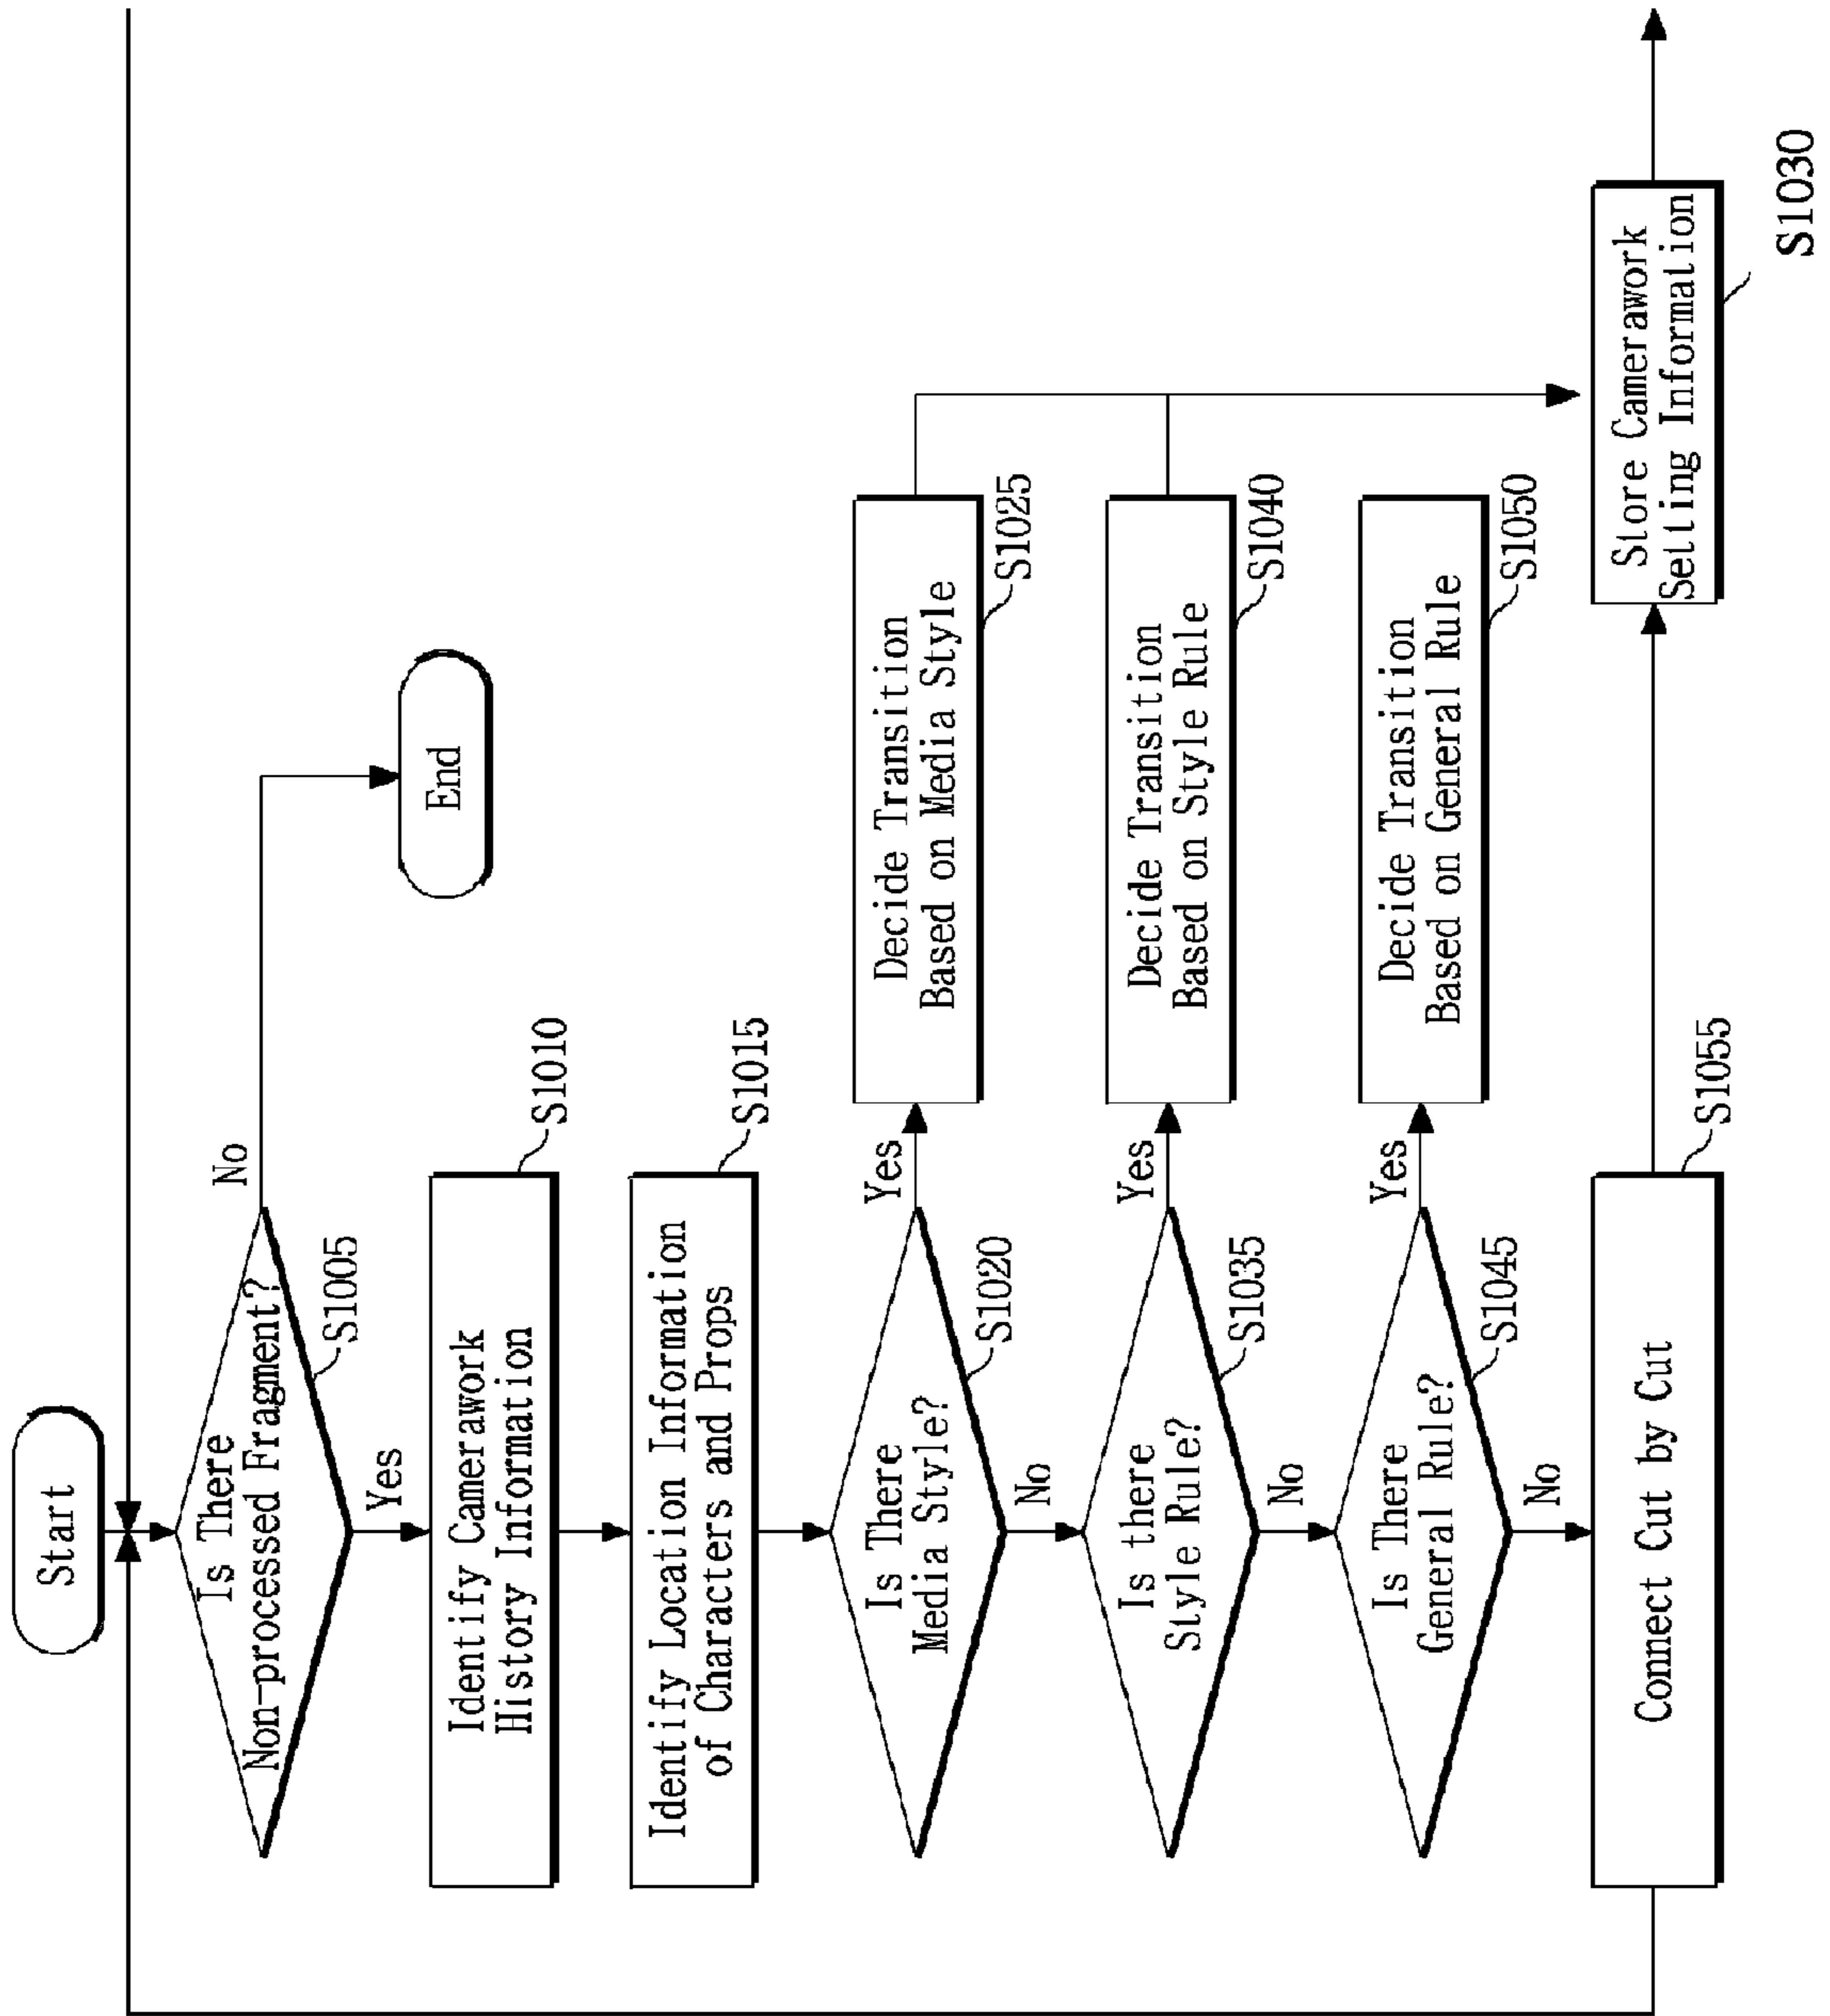 Start
Is There
Non-processed Fragment?
S1005
No
End
Yes
Identify Camerawork
History Information
S1010
Identify Location Information
of Characters and Props
S1015
Is There
Media Style?
S1020
Yes
Decide Transition
Based on Media Style
S1025
No
Is there
Style Rule?
S1035
Yes
Decide Transition
Based on Style Rule
S1040
No
Is There
General Rule?
S1045
Yes
Decide Transition
Based on General Rule
S1050
No
Connect Cut by Cut
S1055
Store Camerawork
Setting Information
S1030